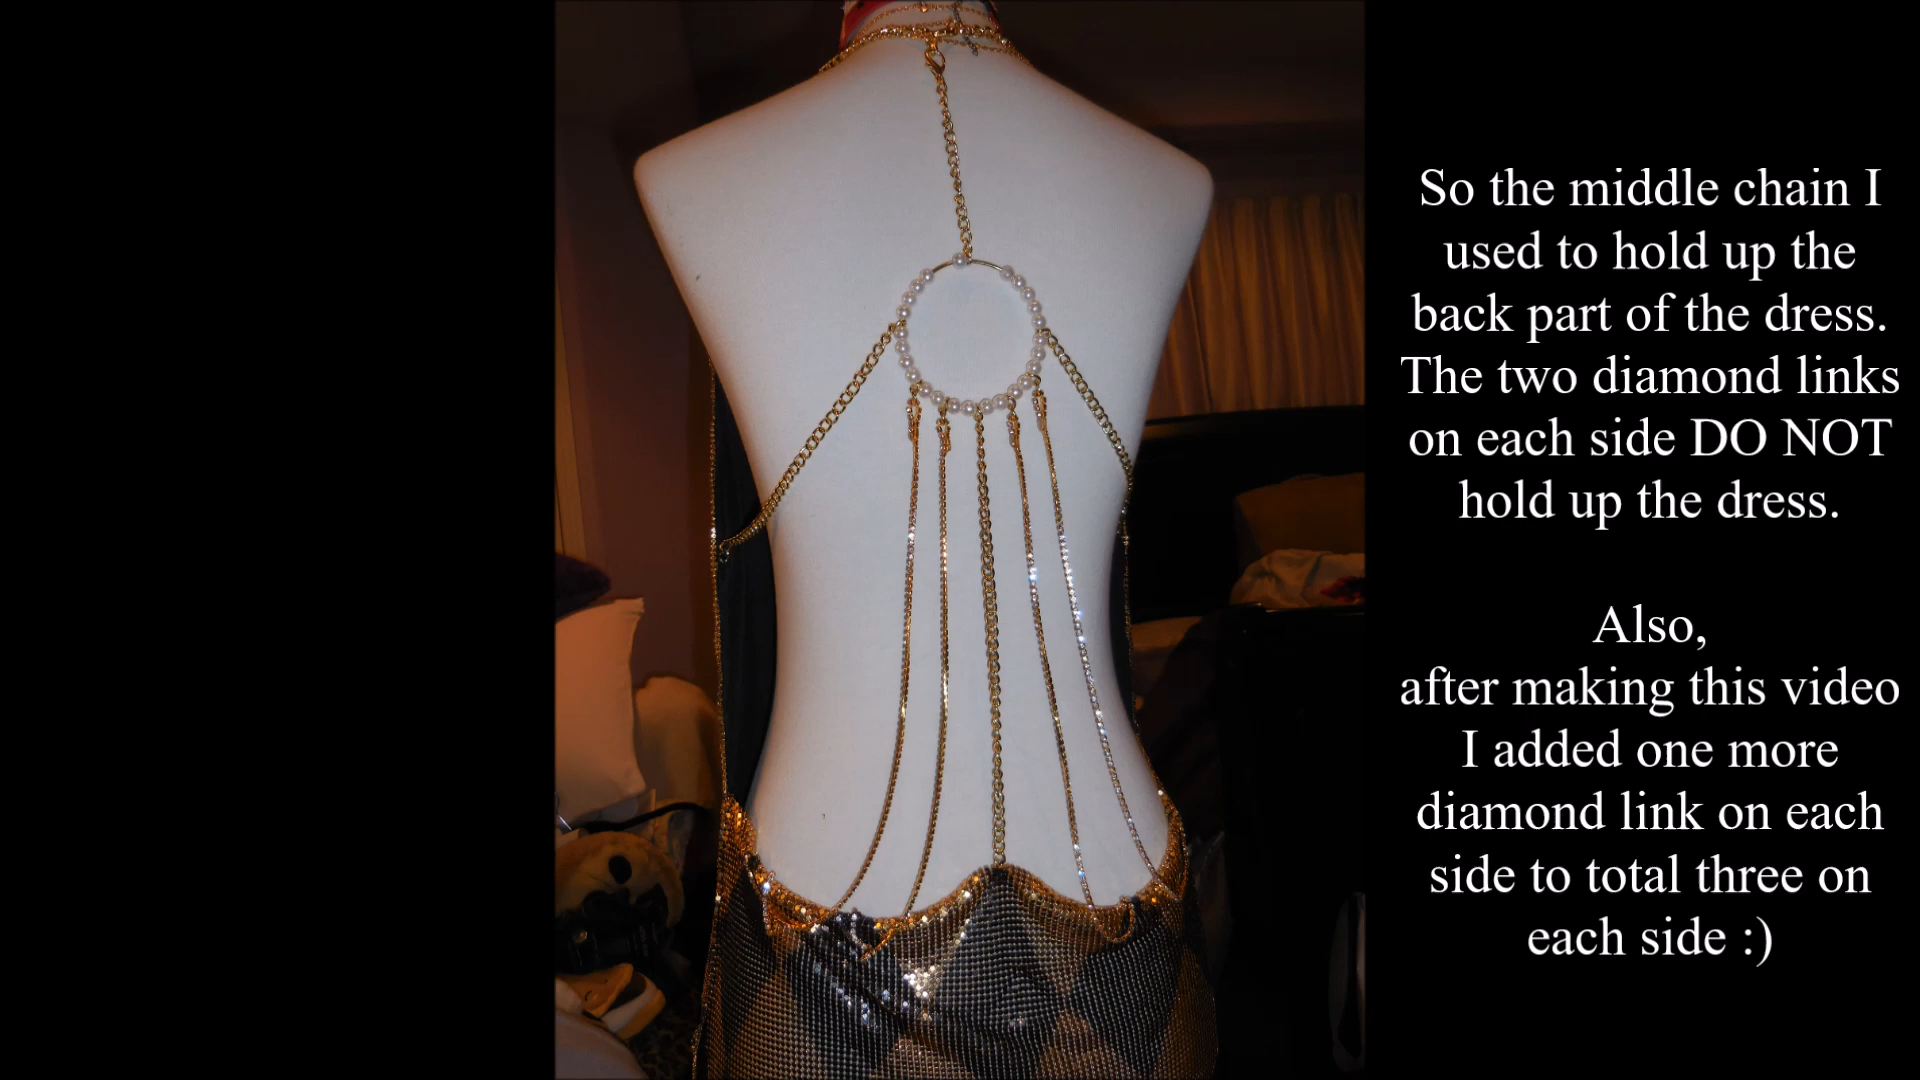 So the middle chain I
used to hold up the
back part of the dress.
The two diamond links
on each side DO NOT
hold up the dress.
Also,
after making this video
I added one more
diamond link on each
side to total three on
each side :)